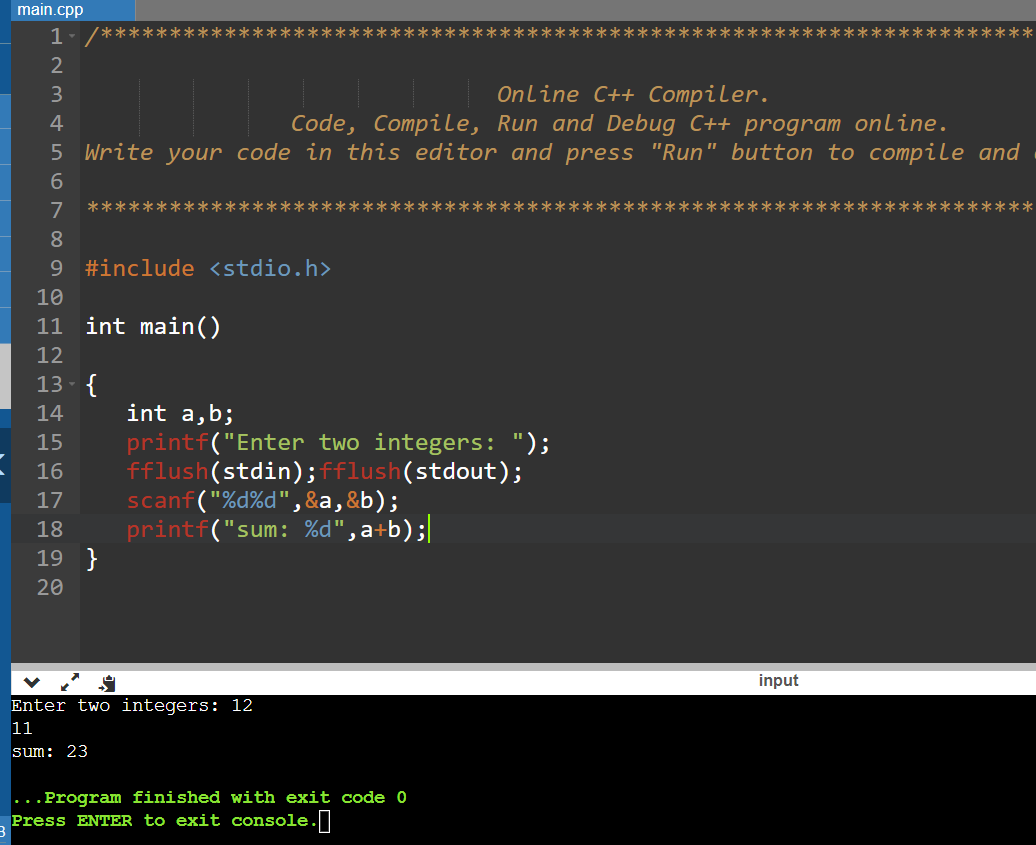 main.cpp
1 /********************************************************************
2
3 Online C++ Compiler.
4 Code, Compile, Run and Debug C++ program online.
5 Write your code in this editor and press "Run" button to compile and
6
7 *********************************************************************
8
9 #include <stdio.h>
10
11 int main()
12
13 {
14 int a,b;
15 printf("Enter two integers: ");
16 fflush(stdin);fflush(stdout);
17 scanf("%d%d",&a,&b);
18 printf("sum: %d",a+b);
19 }
20
input
Enter two integers: 12
11
sum: 23
...Program finished with exit code 0
Press ENTER to exit console.